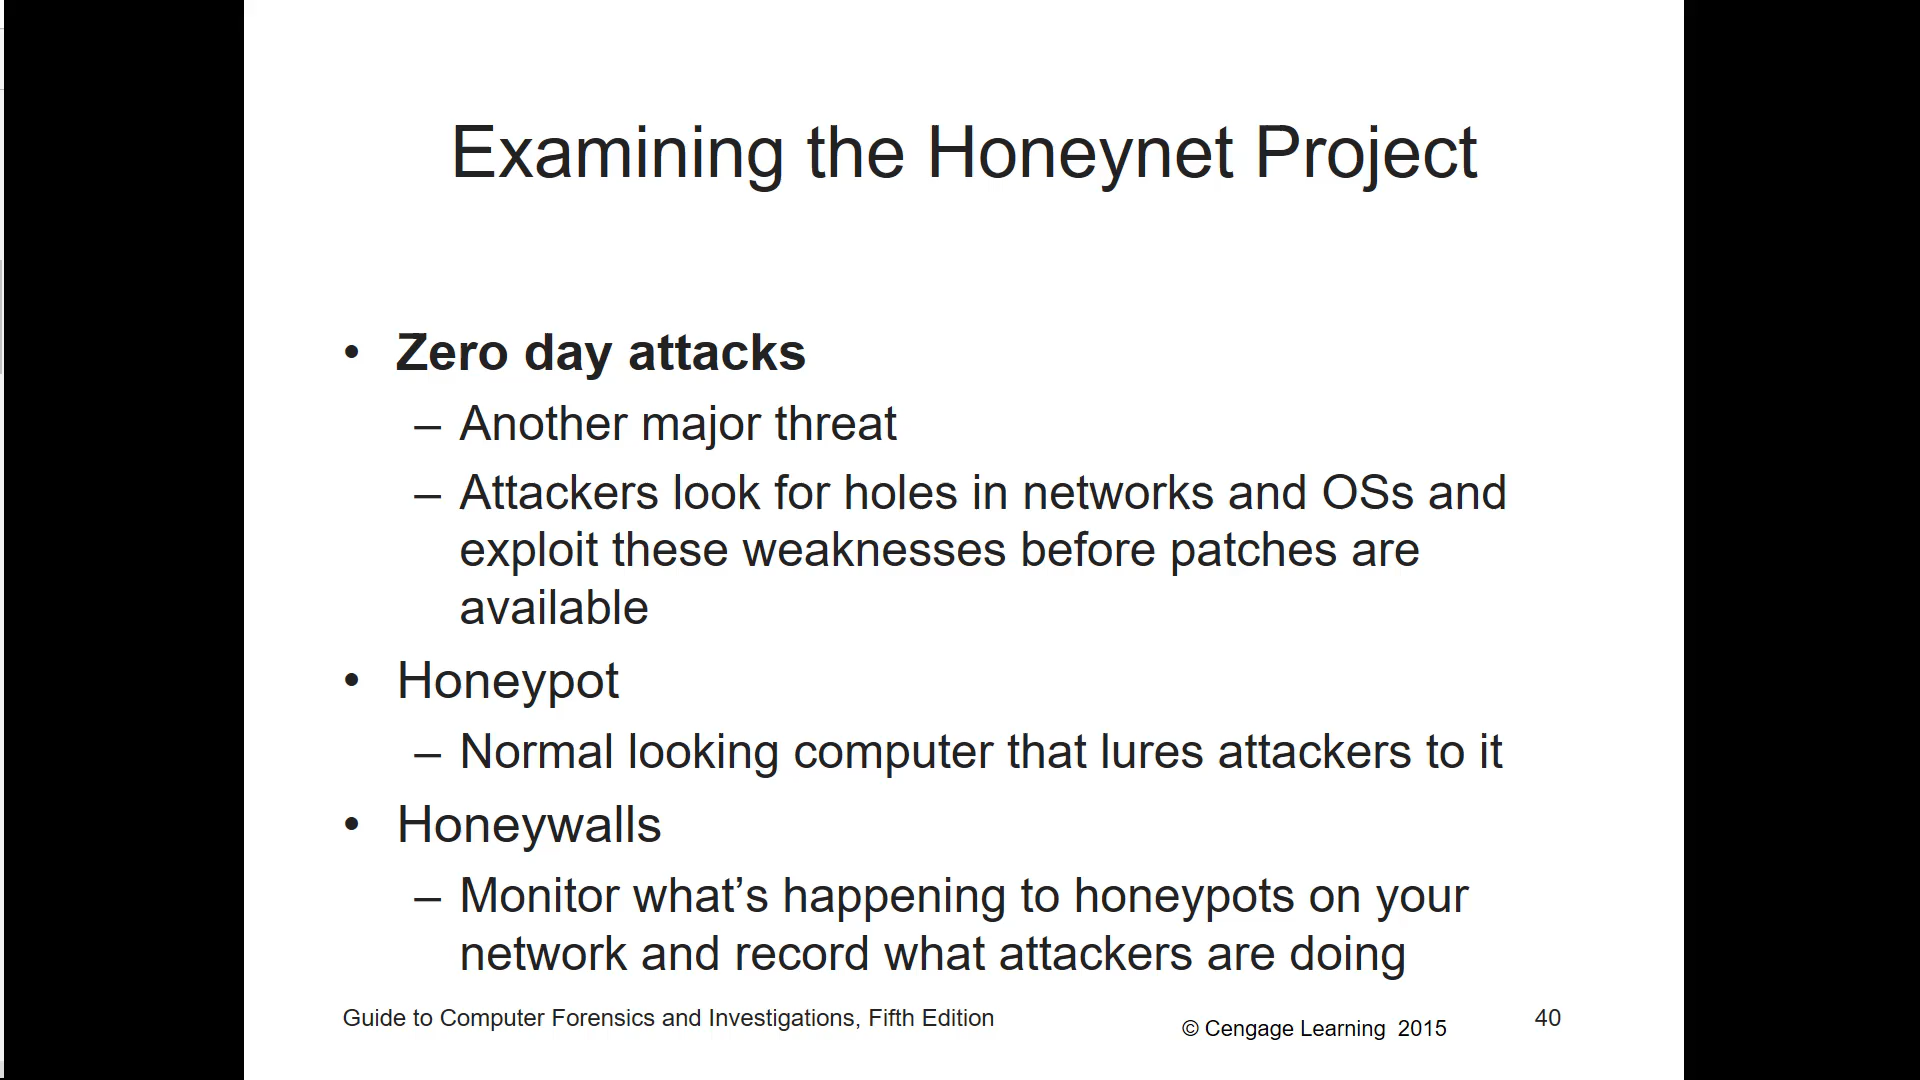 Examining the Honeynet Project
• Zero day attacks
– Another major threat
– Attackers look for holes in networks and OSs and
exploit these weaknesses before patches are
available
• Honeypot
– Normal looking computer that lures attackers to it
• Honeywalls
– Monitor what’s happening to honeypots on your
network and record what attackers are doing
Guide to Computer Forensics and Investigations, Fifth Edition
© Cengage Learning 2015
40